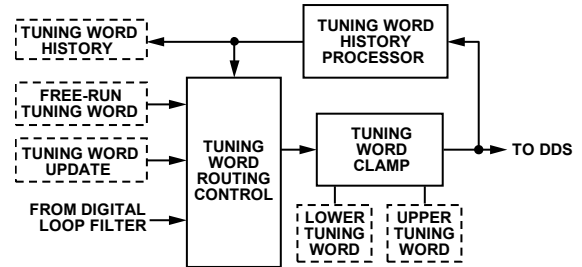 TUNING WORD
HISTORY
TUNING WORD
HISTORY
PROCESSOR
FREE-RUN
TUNING WORD
TUNING WORD
UPDATE
FROM DIGITAL
LOOP FILTER
TUNING
WORD
ROUTING
CONTROL
TUNING
WORD
CLAMP
TO DDS
LOWER
TUNING
WORD
UPPER
TUNING
WORD